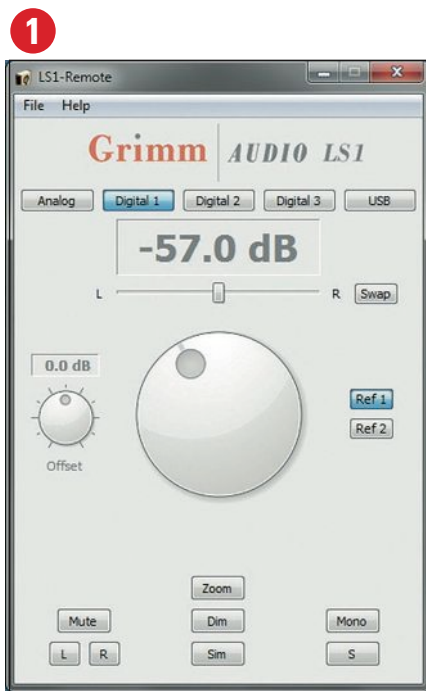 1
LS1-Remote
File Help
Grimm AUDIO LS1
Analog Digital 1 Digital 2 Digital 3 USB
-57.0 dB
L R Swap
0.0 dB
Ref 1
Ref 2
Offset
Zoom
Mute Dim Mono
L R Sim S